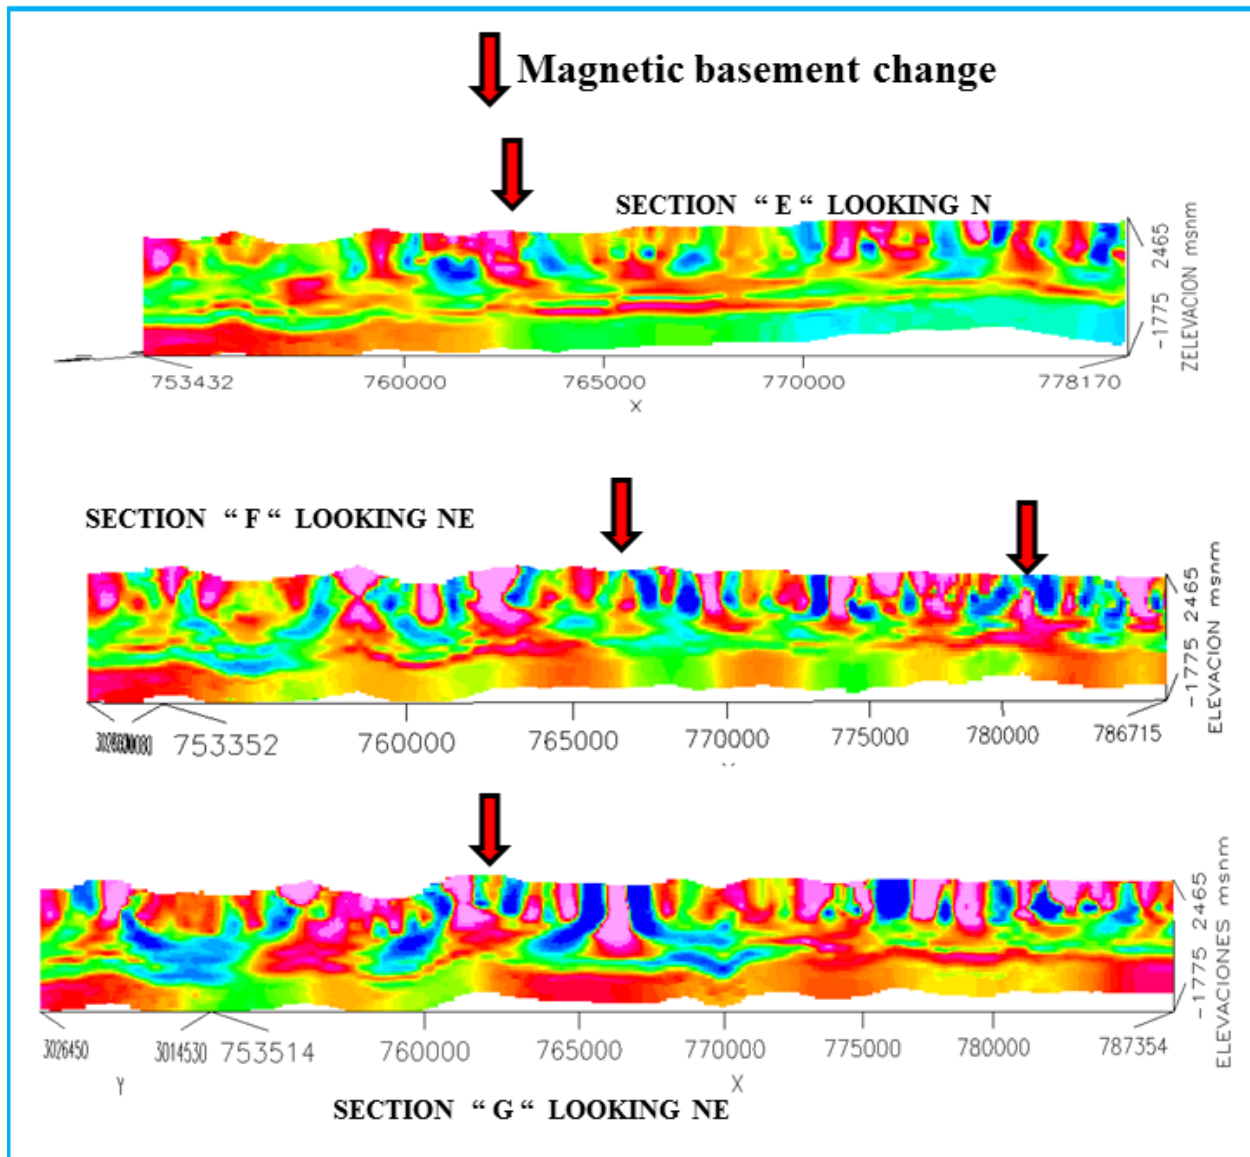 Magnetic basement change
SECTION “ E “ LOOKING N
2465
-1775
ZELEVACION msnm
753432
760000
765000
770000
778170
X
SECTION “ F “ LOOKING NE
2465
-1775
ELEVACION msnm
753352
760000
765000
770000
775000
780000
786715
2465
-1775
ELEVACIONES msnm
3026450
3014530
753514
760000
765000
770000
775000
780000
787354
Y
X
SECTION “ G “ LOOKING NE